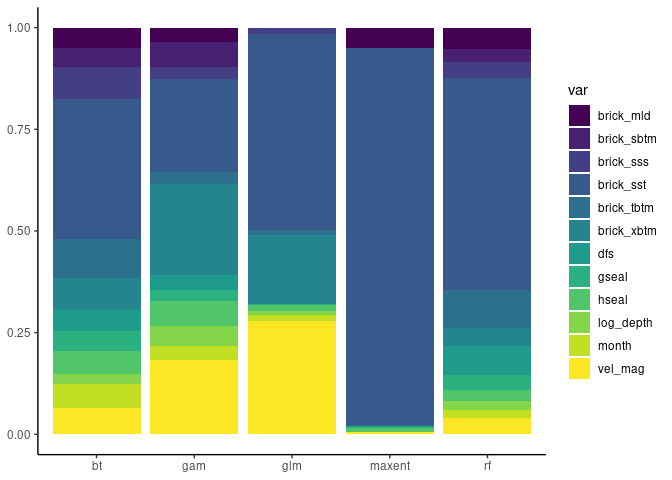 1.00
0.75
0.50
0.25
0.00
bt gam glm maxent rf
var
brick_mld
brick_sbtm
brick_sss
brick_sst
brick_tbtm
brick_xbtm
dfs
gseal
hseal
log_depth
month
vel_mag